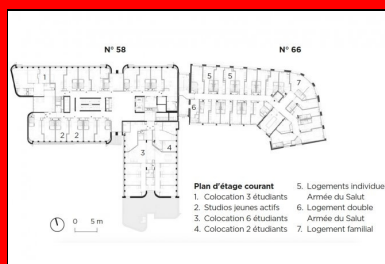 N° 58
N° 66
1
5
5
7
2
2
6
3
4
0 5 m
Plan d'étage courant
1. Colocation 3 étudiants
2. Studios jeunes actifs
3. Colocation 6 étudiants
4. Colocation 2 étudiants
5. Logements individue
Armée du Salut
6. Logement double
Armée du Salut
7. Logement familial